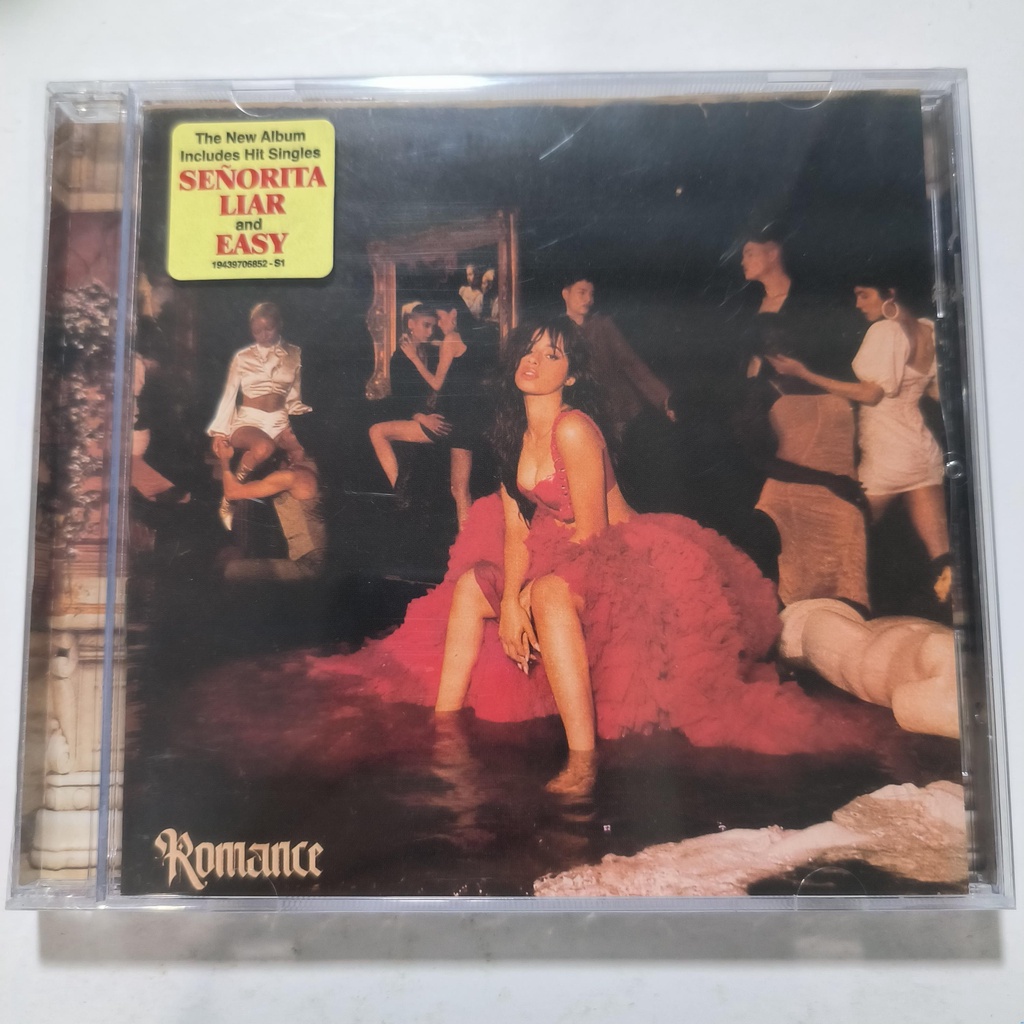 The New Album
Includes Hit Singles
SEÑORITA
LIAR
and
EASY
19439706852-S1
Romance